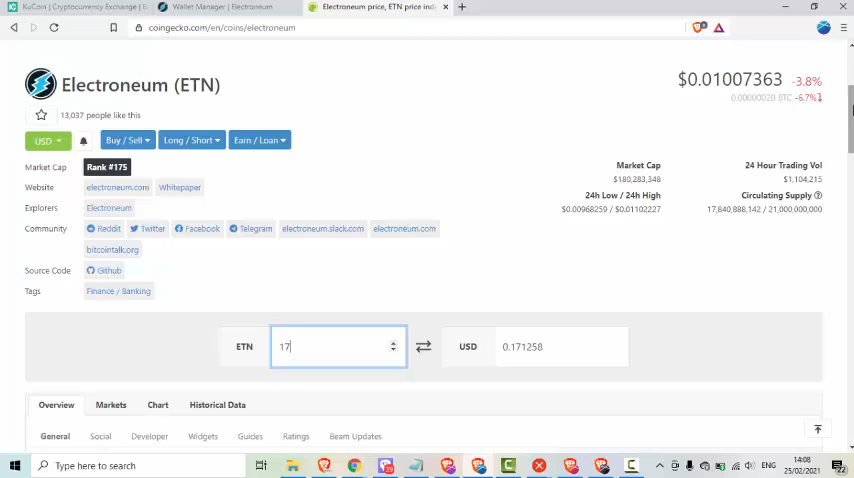 KuCoin | Cryptocurrency Exchange | B
Wallet Manager | Electroneum
Electroneum price, ETN price inde
coingecko.com/en/coins/electroneum
Electroneum (ETN)
$0.01007363 -3.8%
0.00000020 BTC -6.7%
13,037 people like this
USD
Buy / Sell
Long / Short
Earn / Loan
Market Cap
Rank #175
Website
electroneum.com
Whitepaper
Explorers
Electroneum
Community
Reddit
Twitter
Facebook
Telegram
electroneum.slack.com
electroneum.com
bitcointalk.org
Source Code
Github
Tags
Finance / Banking
Market Cap
$180,283,348
24 Hour Trading Vol
$1,104,215
24h Low / 24h High
$0.00968259 / $0.01102227
Circulating Supply
17,840,888,142 / 21,000,000,000
ETN
17
USD
0.171258
Overview
Markets
Chart
Historical Data
General
Social
Developer
Widgets
Guides
Ratings
Beam Updates
Type here to search
ENG
14:08
25/02/2021